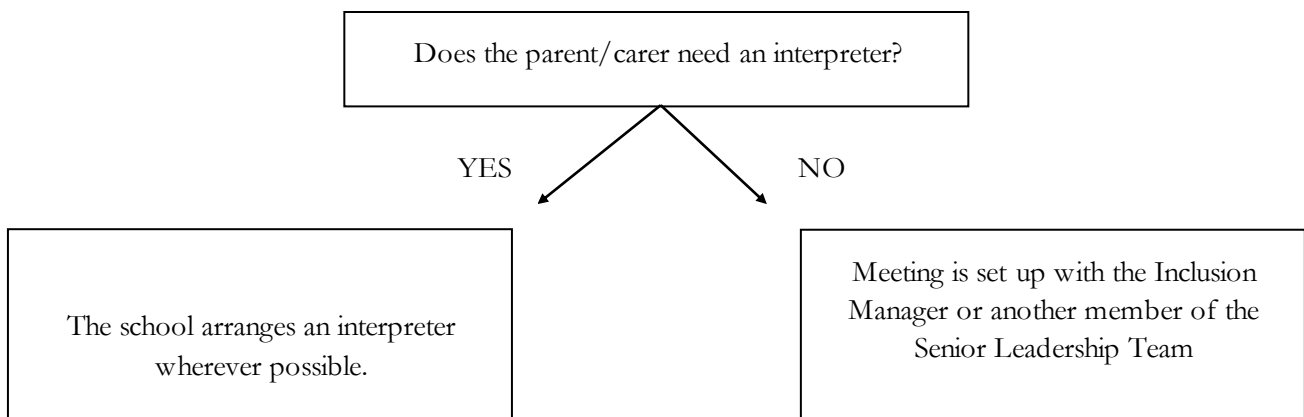 Does the parent/carer need an interpreter?
YES
NO
The school arranges an interpreter
wherever possible.
Meeting is set up with the Inclusion
Manager or another member of the
Senior Leadership Team